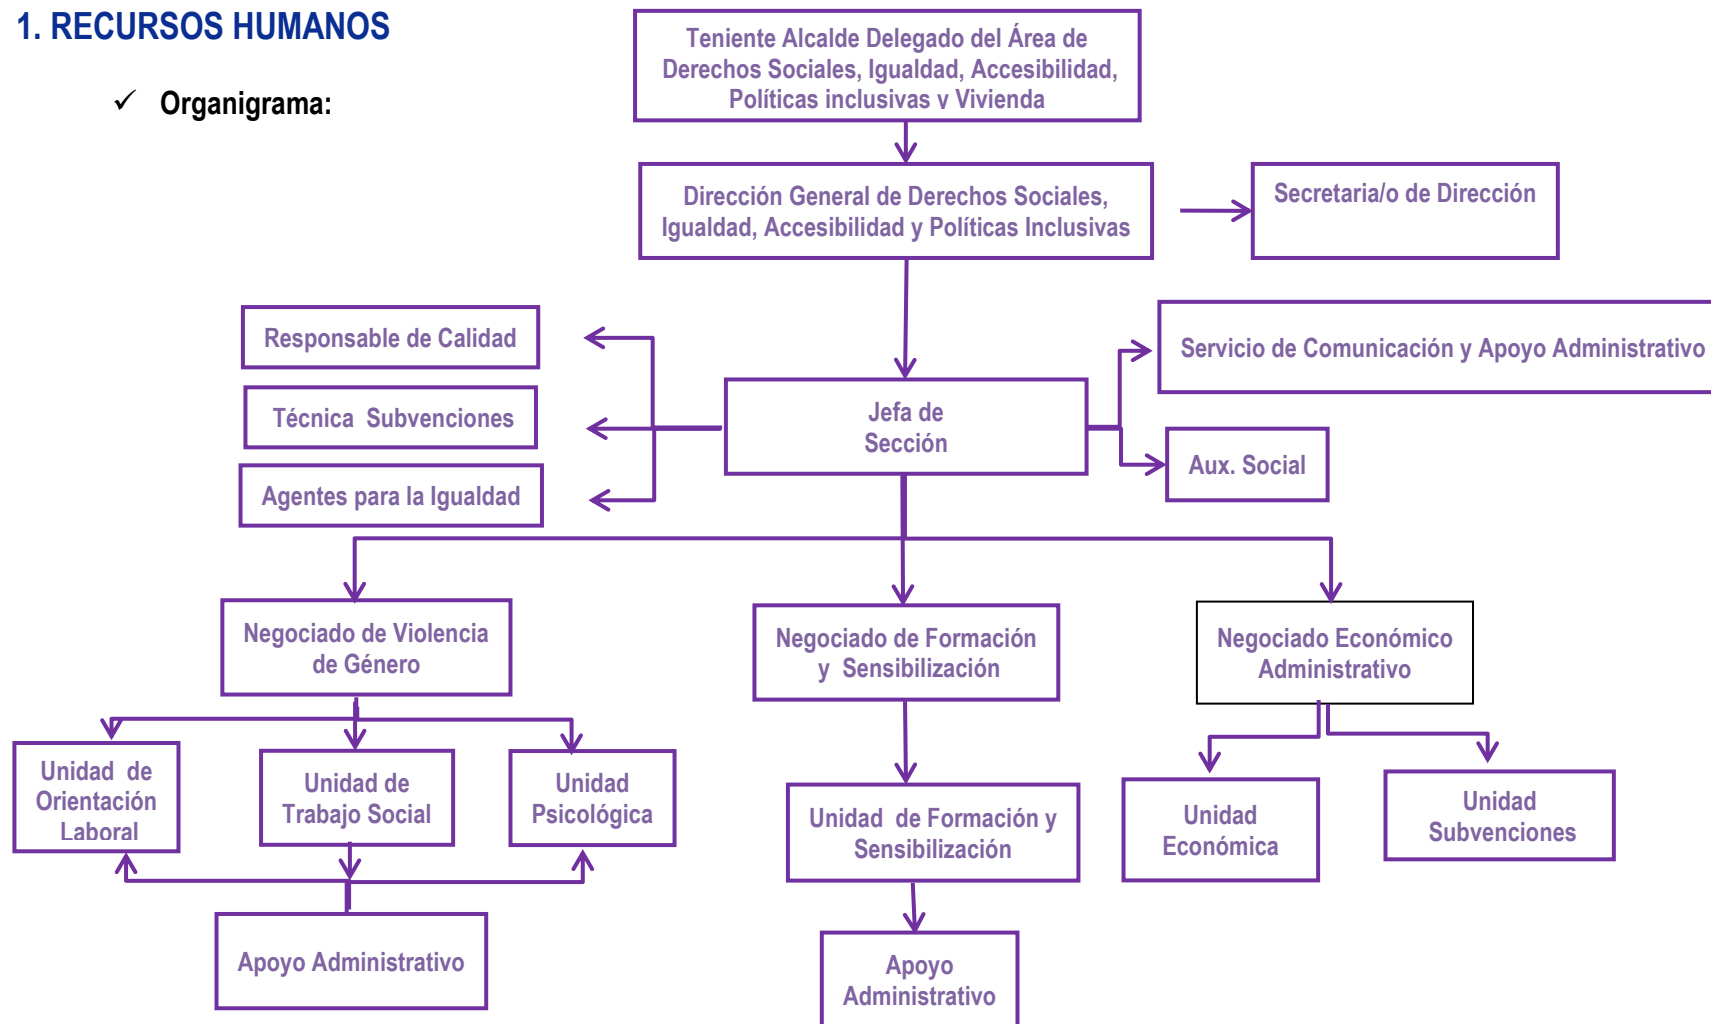 1. RECURSOS HUMANOS
✓ Organigrama:
Teniente Alcalde Delegado del Área de
Derechos Sociales, Igualdad, Accesibilidad,
Políticas inclusivas y Vivienda
Dirección General de Derechos Sociales,
Igualdad, Accesibilidad y Políticas Inclusivas
Secretaria/o de Dirección
Responsable de Calidad
Técnica Subvenciones
Agentes para la Igualdad
Jefa de
Sección
Servicio de Comunicación y Apoyo Administrativo
Aux. Social
Negociado de Violencia
de Género
Negociado de Formación
y Sensibilización
Negociado Económico
Administrativo
Unidad de
Orientación
Laboral
Unidad de
Trabajo Social
Unidad
Psicológica
Unidad de Formación y
Sensibilización
Unidad
Económica
Unidad
Subvenciones
Apoyo Administrativo
Apoyo
Administrativo